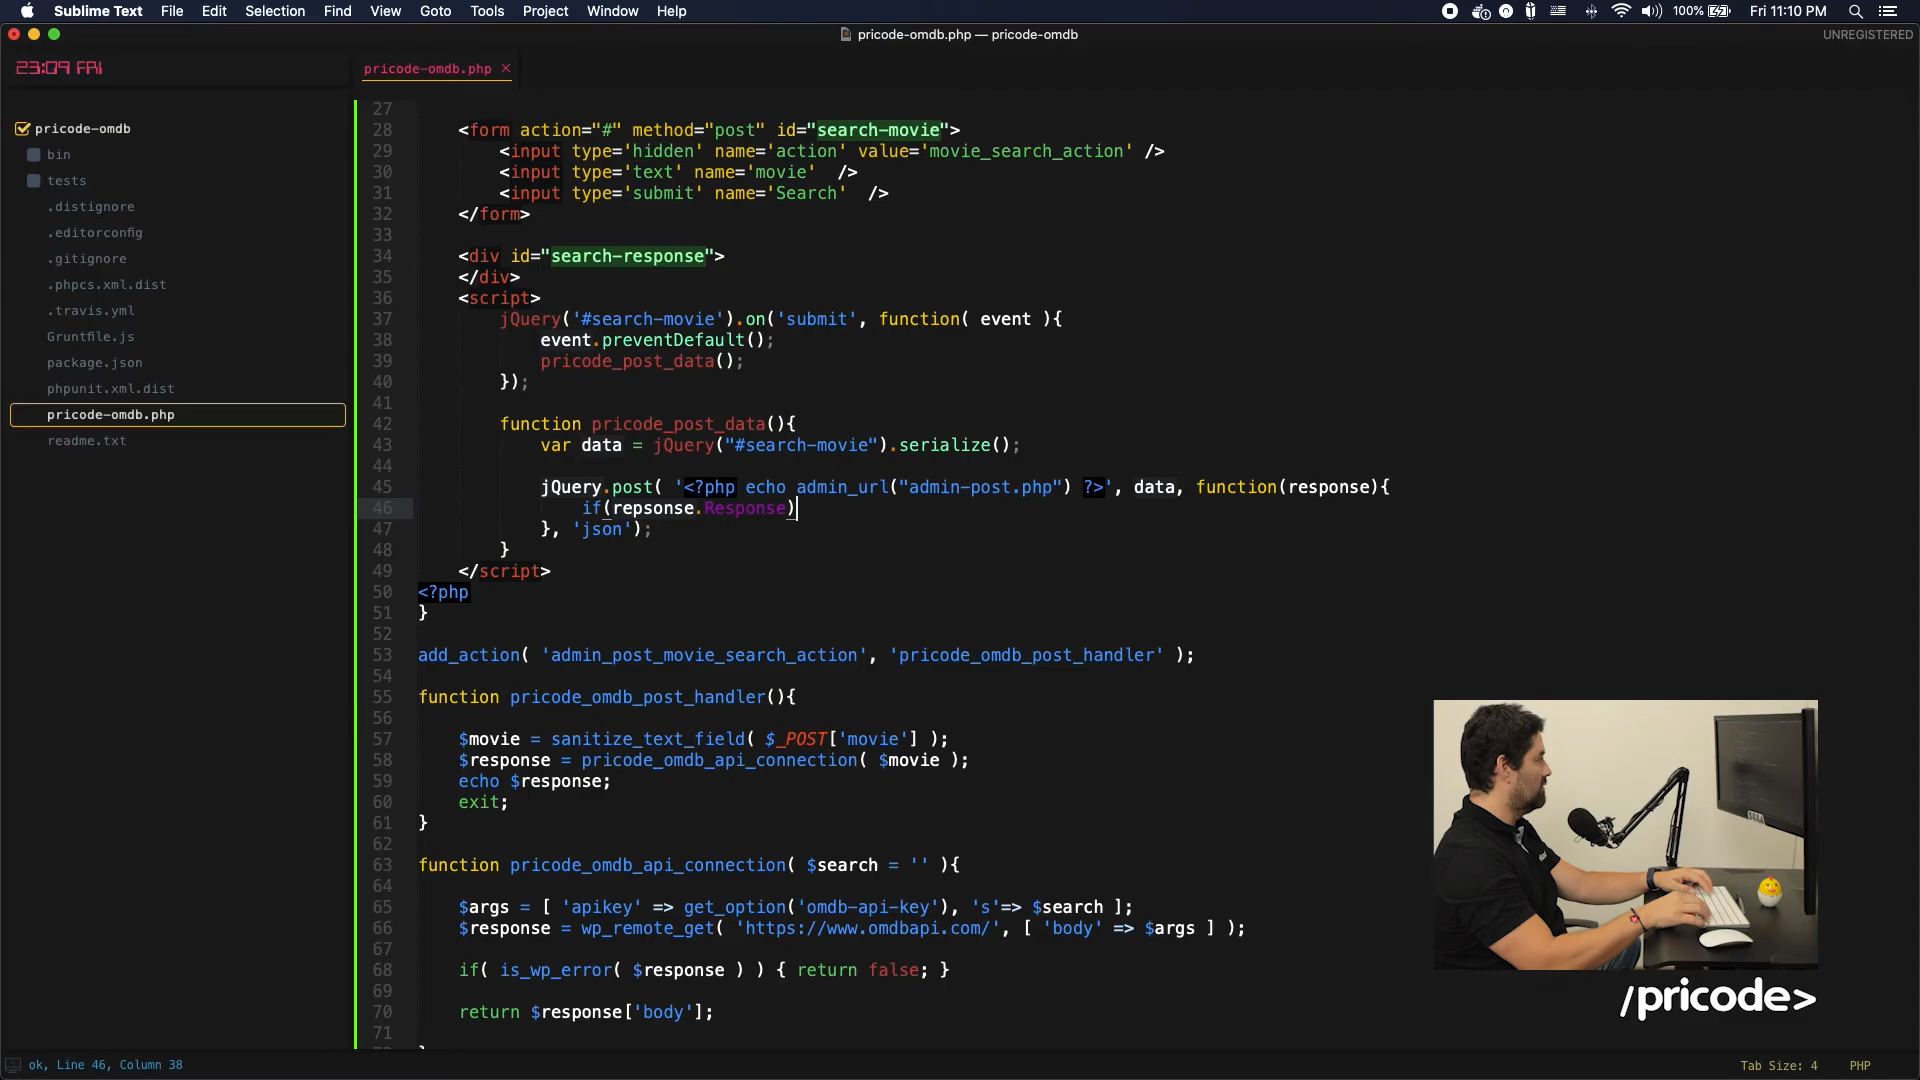 Sublime Text File Edit Selection Find View Goto Tools Project Window Help 100% Fri 11:10 PM
pricode-omdb.php — pricode-omdb
UNREGISTERED
23:09 FRI
pricode-omdb.php ×
pricode-omdb
bin
tests
.distignore
.editorconfig
.gitignore
.phpcs.xml.dist
.travis.yml
Gruntfile.js
package.json
phpunit.xml.dist
pricode-omdb.php
readme.txt
27
28 <form action="#" method="post" id="search-movie">
29 <input type='hidden' name='action' value='movie_search_action' />
30 <input type='text' name='movie' />
31 <input type='submit' name='Search' />
32 </form>
33
34 <div id="search-response">
35 </div>
36 <script>
37 jQuery('#search-movie').on('submit', function( event ){
38 event.preventDefault();
39 pricode_post_data();
40 });
41
42 function pricode_post_data(){
43 var data = jQuery("#search-movie").serialize();
44
45 jQuery.post( '<?php echo admin_url("admin-post.php") ?>', data, function(response){
46 if(repsonse.Response)
47 }, 'json');
48 }
49 </script>
50 <?php
51 }
52
53 add_action( 'admin_post_movie_search_action', 'pricode_omdb_post_handler' );
54
55 function pricode_omdb_post_handler(){
56
57 $movie = sanitize_text_field( $_POST['movie'] );
58 $response = pricode_omdb_api_connection( $movie );
59 echo $response;
60 exit;
61 }
62
63 function pricode_omdb_api_connection( $search = '' ){
64
65 $args = [ 'apikey' => get_option('omdb-api-key'), 's'=> $search ];
66 $response = wp_remote_get( 'https://www.omdbapi.com/', [ 'body' => $args ] );
67
68 if( is_wp_error( $response ) ) { return false; }
69
70 return $response['body'];
71
/pricode>
ok, Line 46, Column 38
Tab Size: 4 PHP